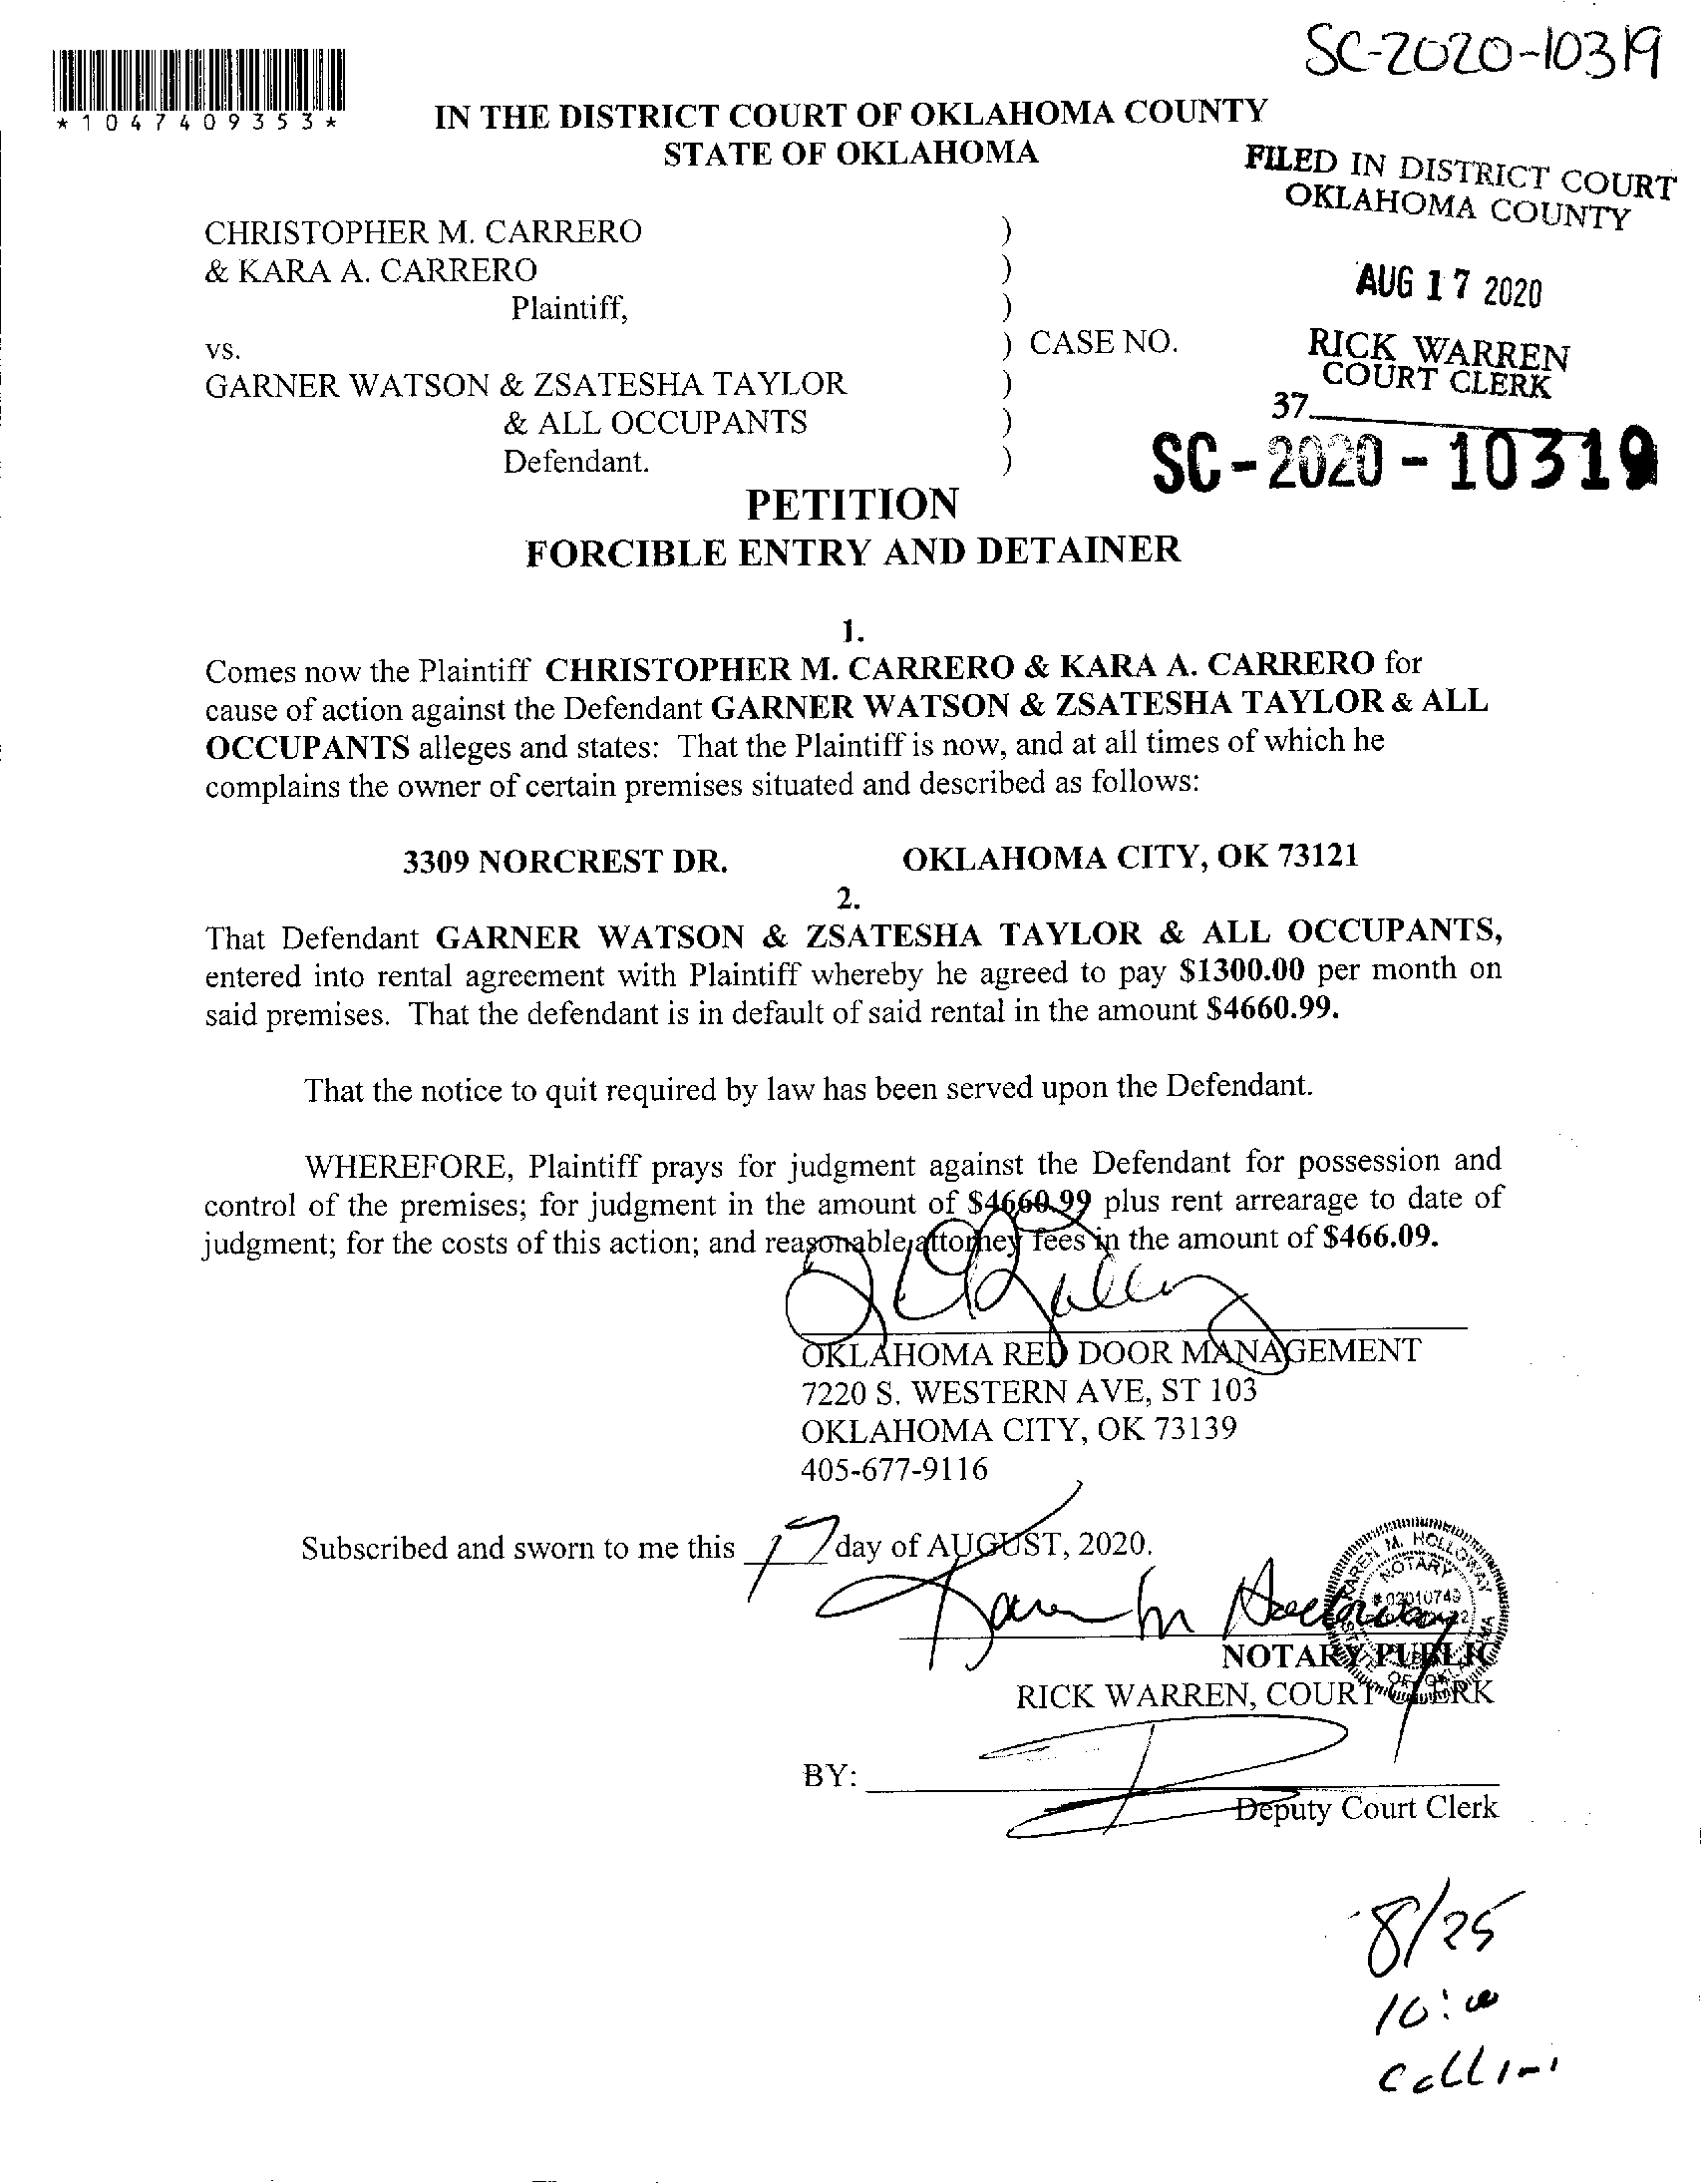 SC-2020-10319
*1047409353*
IN THE DISTRICT COURT OF OKLAHOMA COUNTY
STATE OF OKLAHOMA
FILED IN DISTRICT COURT
OKLAHOMA COUNTY
CHRISTOPHER M. CARRERO )
& KARA A. CARRERO )
AUG 17 2020
Plaintiff, )
vs. ) CASE NO.
RICK WARREN
COURT CLERK
GARNER WATSON & ZSATESHA TAYLOR )
37
& ALL OCCUPANTS )
Defendant. )
SC-2020-10319
PETITION
FORCIBLE ENTRY AND DETAINER
1.
Comes now the Plaintiff CHRISTOPHER M. CARRERO & KARA A. CARRERO for
cause of action against the Defendant GARNER WATSON & ZSATESHA TAYLOR & ALL
OCCUPANTS alleges and states: That the Plaintiff is now, and at all times of which he
complains the owner of certain premises situated and described as follows:
3309 NORCREST DR. OKLAHOMA CITY, OK 73121
2.
That Defendant GARNER WATSON & ZSATESHA TAYLOR & ALL OCCUPANTS,
entered into rental agreement with Plaintiff whereby he agreed to pay $1300.00 per month on
said premises. That the defendant is in default of said rental in the amount $4660.99.
That the notice to quit required by law has been served upon the Defendant.
WHEREFORE, Plaintiff prays for judgment against the Defendant for possession and
control of the premises; for judgment in the amount of $4660.99 plus rent arrearage to date of
judgment; for the costs of this action; and reasonable attorney fees in the amount of $466.09.
OKLAHOMA RED DOOR MANAGEMENT
7220 S. WESTERN AVE, ST 103
OKLAHOMA CITY, OK 73139
405-677-9116
Subscribed and sworn to me this 17 day of AUGUST, 2020.
Karen M Holloway
KAREN M. HOLLOWAY
NOTARY
# 02010749
PUBLIC
STATE OF OKLAHOMA
NOTARY PUBLIC
RICK WARREN, COURT CLERK
BY:
Deputy Court Clerk
8/25
10:00